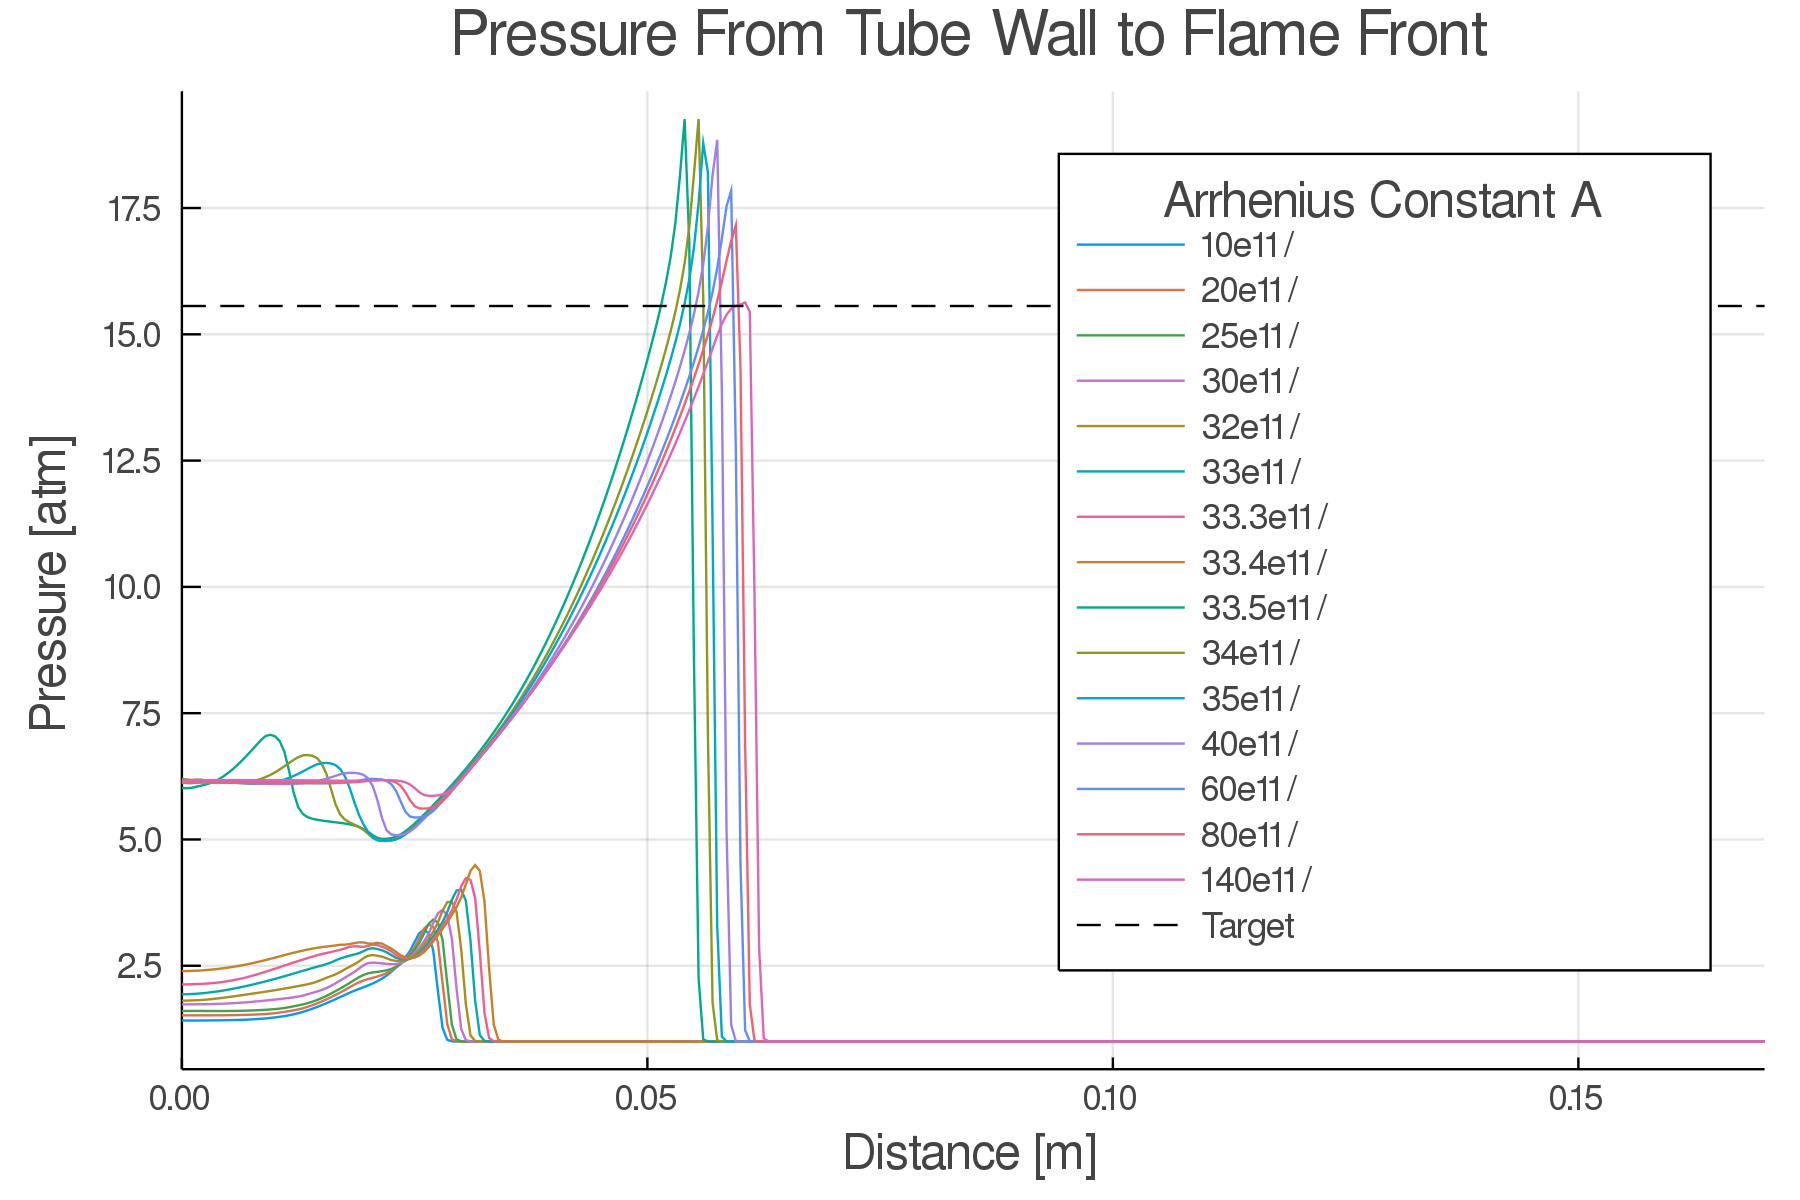 Pressure From Tube Wall to Flame Front
Pressure [atm]
17.5
15.0
12.5
10.0
7.5
5.0
2.5
0.00
0.05
0.10
0.15
Distance [m]
Arrhenius Constant A
10e11/
20e11/
25e11/
30e11/
32e11/
33e11/
33.3e11/
33.4e11/
33.5e11/
34e11/
35e11/
40e11/
60e11/
80e11/
140e11/
Target